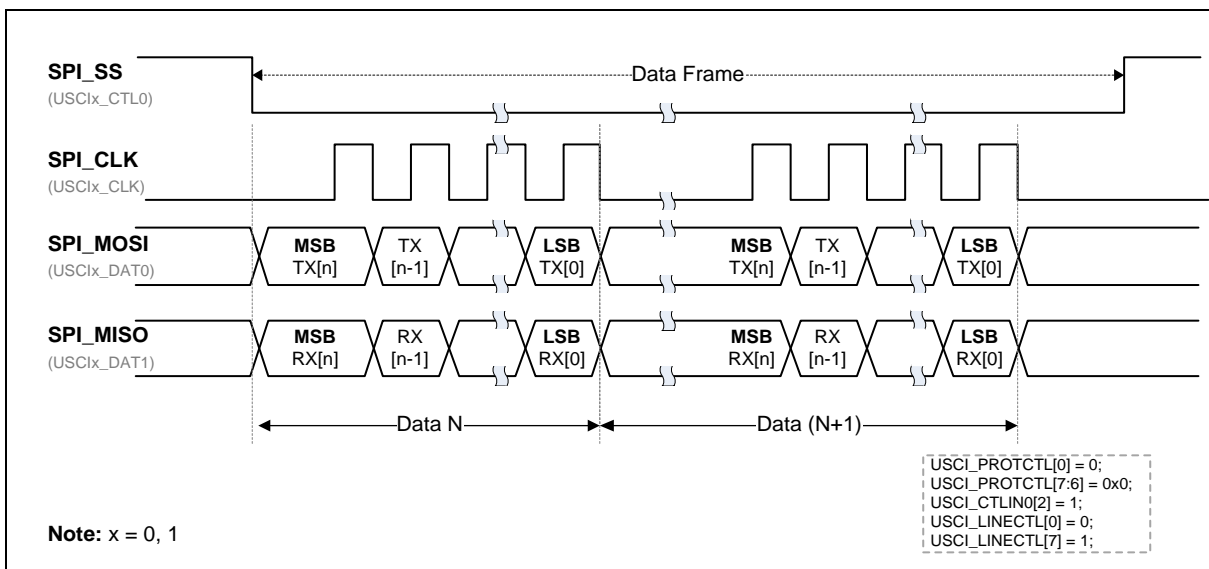 SPI_SS
(USCIx_CTL0)
Data Frame
SPI_CLK
(USCIx_CLK)
SPI_MOSI
(USCIx_DAT0)
MSB
TX[n]
TX
[n-1]
LSB
TX[0]
MSB
TX[n]
TX
[n-1]
LSB
TX[0]
SPI_MISO
(USCIx_DAT1)
MSB
RX[n]
RX
[n-1]
LSB
RX[0]
MSB
RX[n]
RX
[n-1]
LSB
RX[0]
Data N
Data (N+1)
USCI_PROTCTL[0] = 0;
USCI_PROTCTL[7:6] = 0x0;
USCI_CTLIN0[2] = 1;
USCI_LINECTL[0] = 0;
USCI_LINECTL[7] = 1;
Note: x = 0, 1